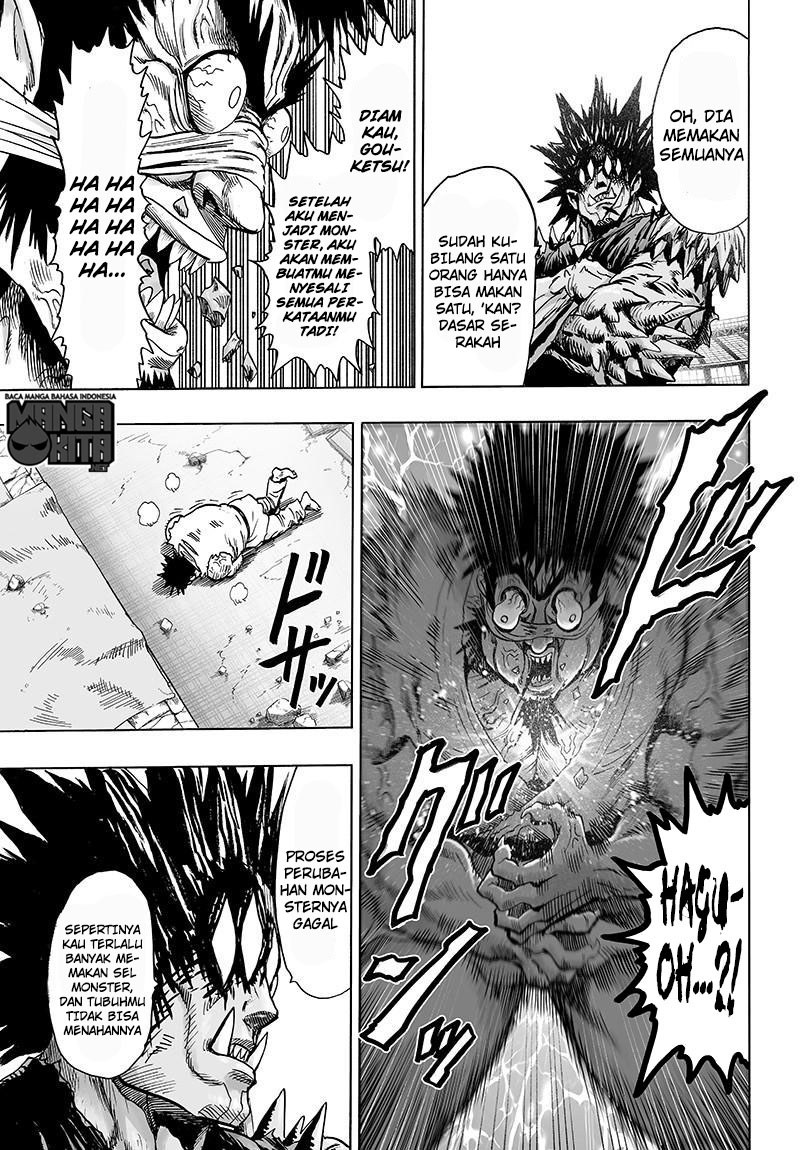 OH, DIA
MEMAKAN
SEMUANYA
SUDAH KU-
BILANG SATU
ORANG HANYA
BISA MAKAN
SATU, 'KAN?
DASAR SE-
RAKAH
DIAM
KAU,
GOU-
KETSU!
SETELAH
AKU MEN-
JADI MON-
STER, AKU
AKAN MEM-
BUATMU ME-
NYESALI
SEMUA PER-
KATAANMU
TADI!
HA HA
HA HA
HA HA
HA HA
HA...
BACA MANGA BAHASA INDONESIA
MANGA
KITA
ドクン
グン
HAGU-
OH...?!
ドサッ
PROSES
PERUBA-
HAN MON-
STERNYA
GAGAL
SEPERTINYA
KAU TERLALU
BANYAK ME-
MAKAN SEL
MONSTER,
DAN TUBUHMU
TIDAK BISA
MENAHANNYA